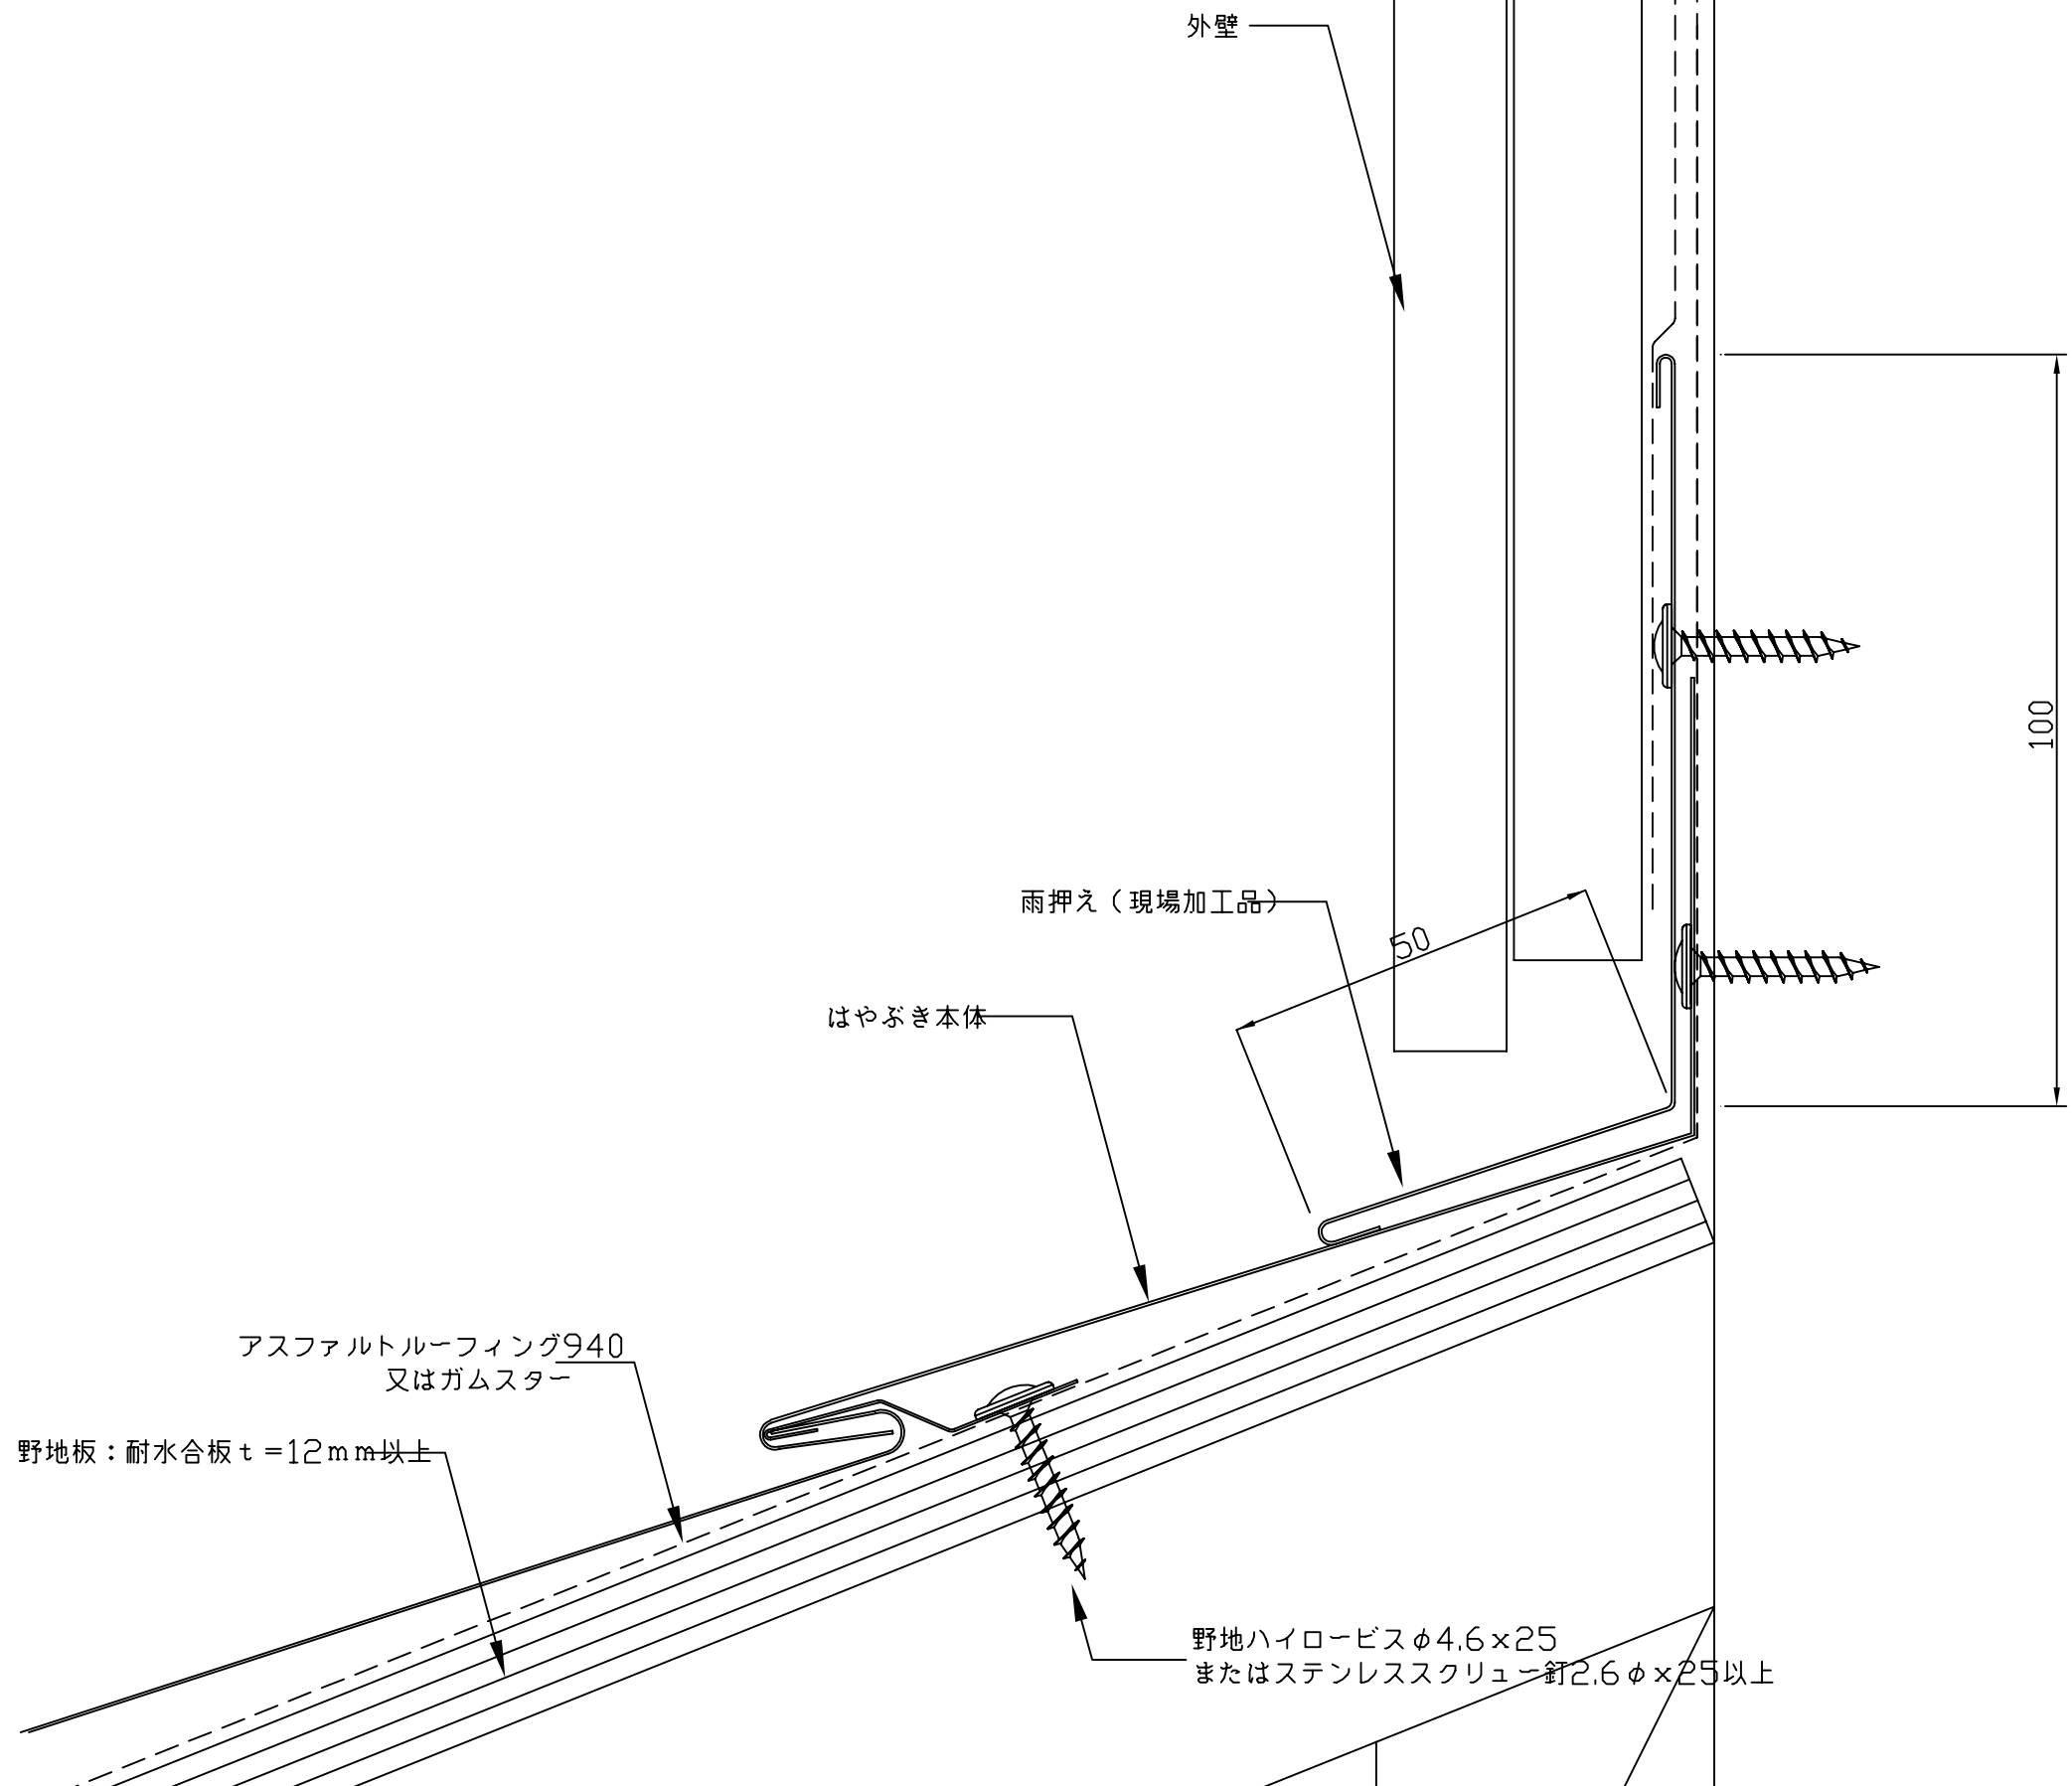 外壁
100
雨押え（現場加工品）
50
はやぶき本体
アスファルトルーフィング940
又はガムスター
野地板：耐水合板ｔ＝12ｍｍ以上
野地ハイロービスφ4.6×25
またはステンレススクリュー釘2.6φ×25以上